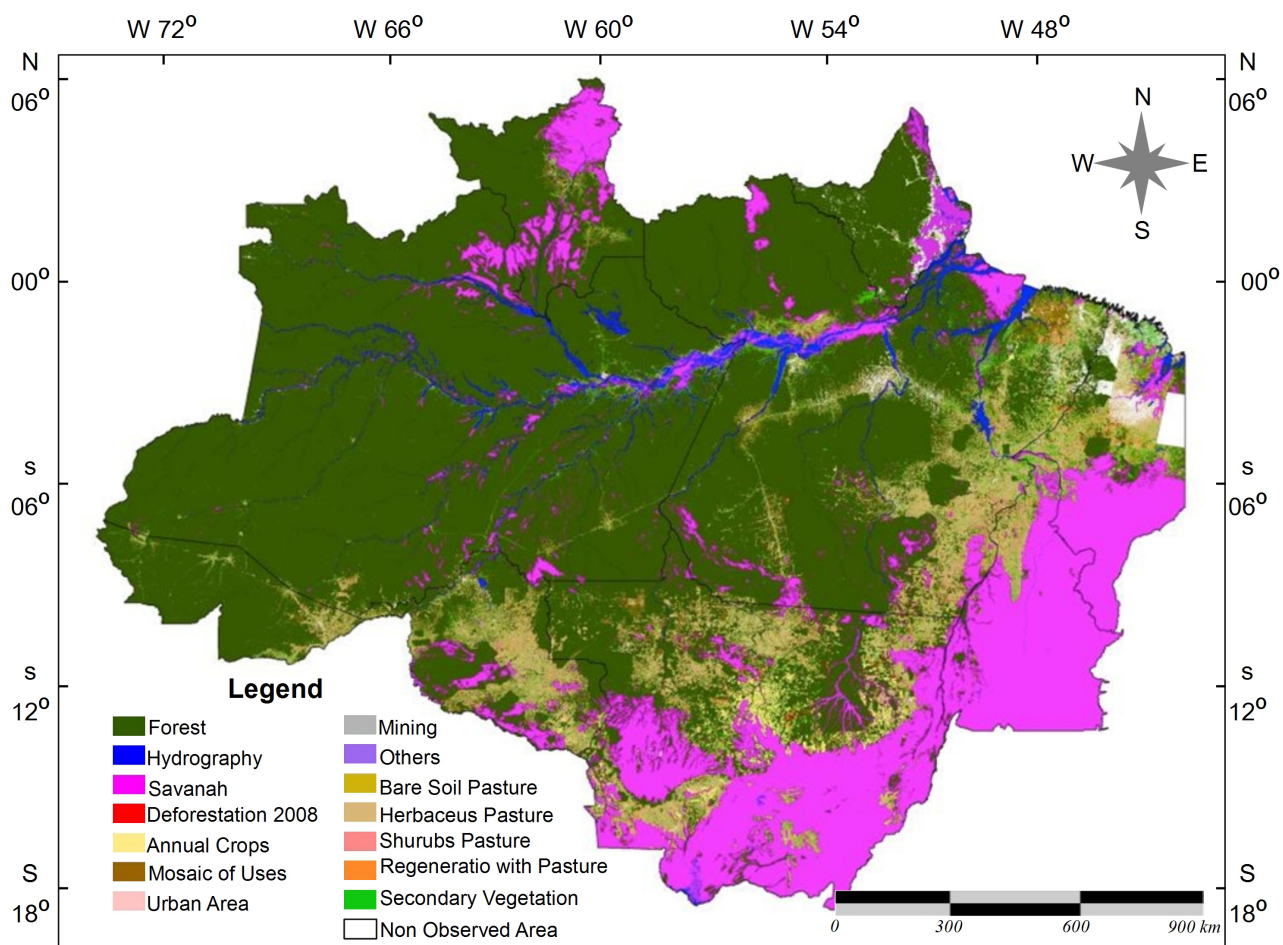 W 72º W 66º W 60º W 54º W 48º
N N
06º 06º
N
W E
S
00º 00º
S S
06º 06º
S S
12º 12º
Legend
Forest
Hydrography
Savanah
Deforestation 2008
Annual Crops
Mosaic of Uses
Urban Area
Mining
Others
Bare Soil Pasture
Herbaceus Pasture
Shurubs Pasture
Regeneratio with Pasture
Secondary Vegetation
Non Observed Area
S S
18º 18º
0 300 600 900 km